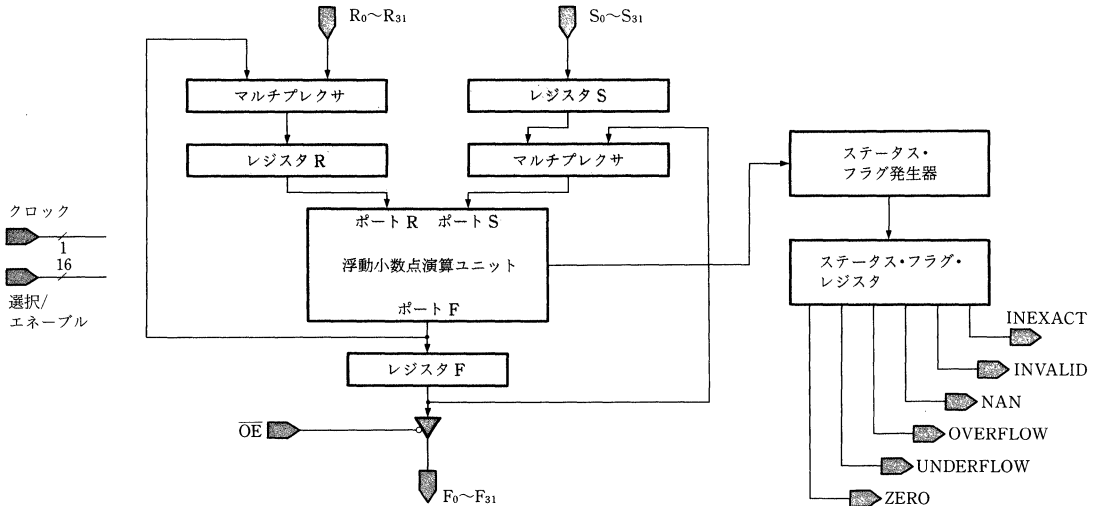 R₀～R₃₁
S₀～S₃₁
マルチプレクサ
レジスタ S
レジスタ R
マルチプレクサ
ステータス・
フラグ発生器
クロック
1
16
選択/
エネーブル
ポート R ポート S
浮動小数点演算ユニット
ポート F
ステータス・フラグ・
レジスタ
レジスタ F
INEXACT
INVALID
NAN
OVERFLOW
UNDERFLOW
ZERO
O̅E̅
F₀～F₃₁